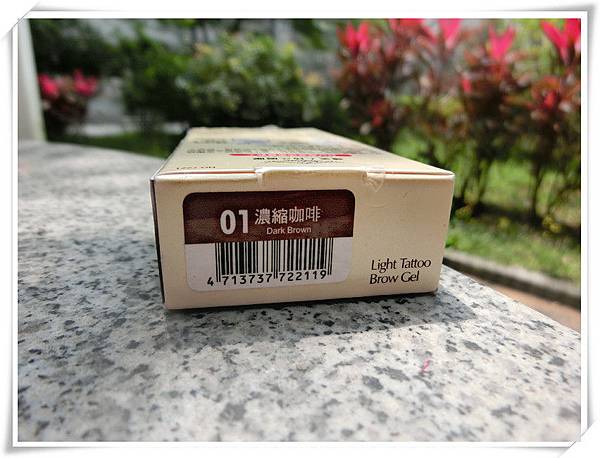 01 濃縮咖啡
Dark Brown
4 713737 722119
Light Tattoo
Brow Gel